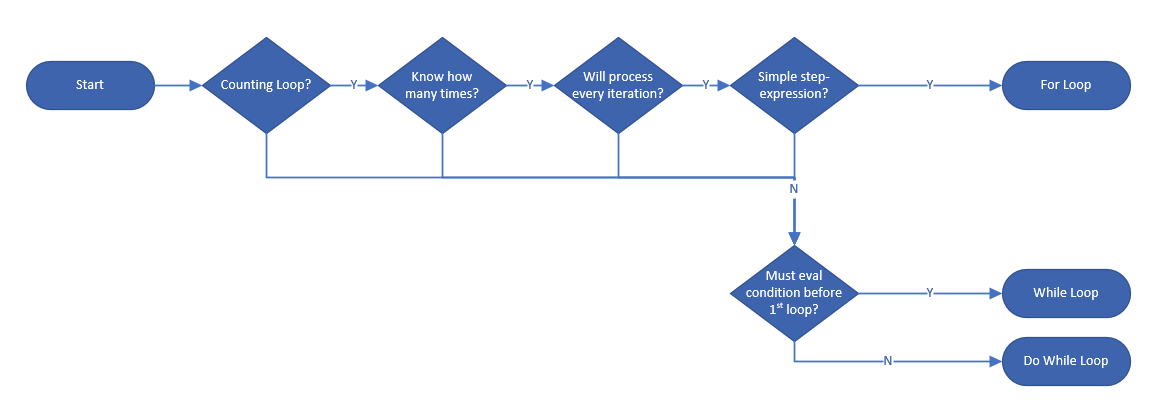 Start
Counting Loop?
Y
Know how
many times?
Y
Will process
every iteration?
Y
Simple step-
expression?
Y
For Loop
N
Must eval
condition before
1st loop?
Y
While Loop
N
Do While Loop